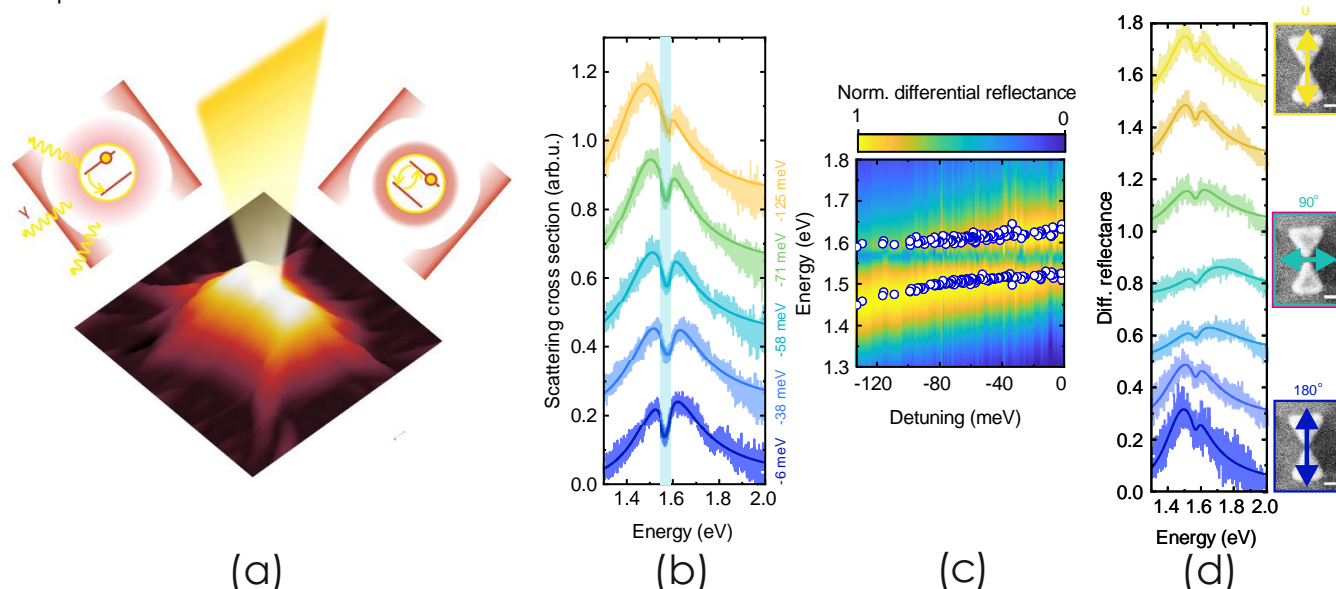 γ
Scattering cross section (arb.u.)
1.2
1.0
0.8
0.6
0.4
0.2
0.0
-125 meV
-71 meV
-58 meV
-38 meV
-6 meV
1.4 1.6 1.8 2.0
Energy (eV)
Norm. differential reflectance
1 0
Energy (eV)
1.8
1.7
1.6
1.5
1.4
1.3
-120 -80 -40 0
Detuning (meV)
Diff. reflectance
1.8
1.6
1.4
1.2
1.0
0.8
0.6
0.4
0.2
0.0
1.4 1.6 1.8 2.0
Energy (eV)
0
90°
180°
(a) (b) (c) (d)